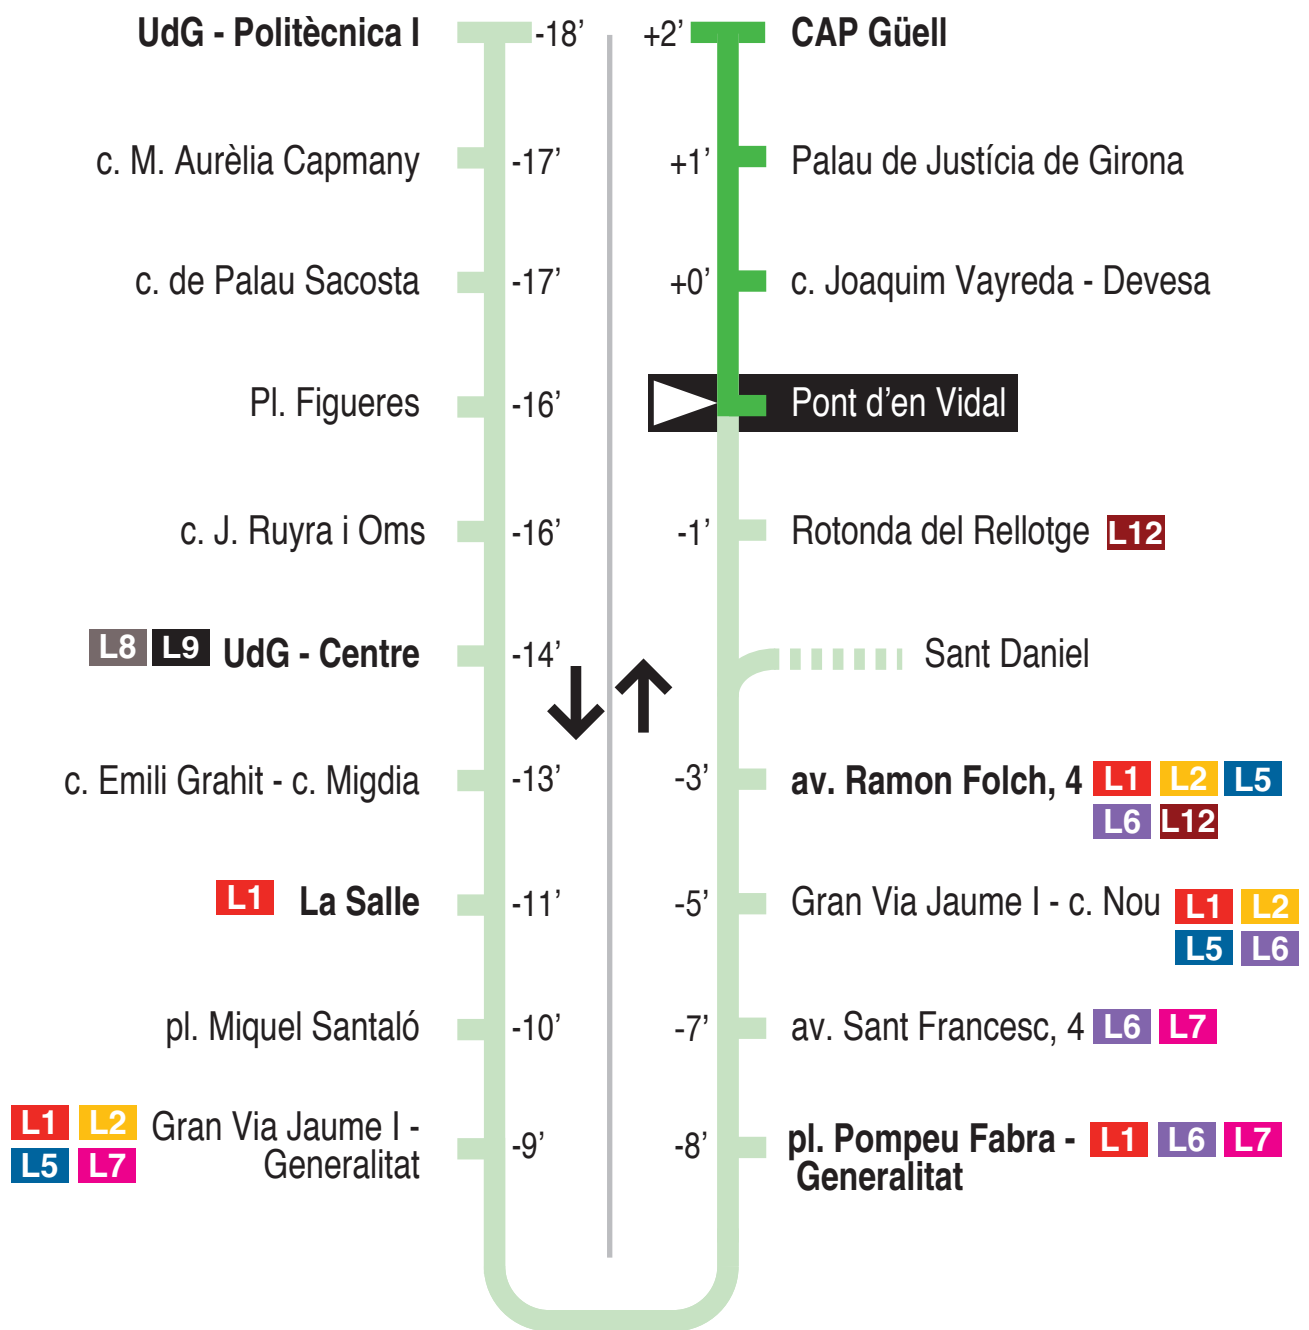 UdG - Politècnica I -18’
c. M. Aurèlia Capmany -17’
c. de Palau Sacosta -17’
Pl. Figueres -16’
c. J. Ruyra i Oms -16’
L8 L9 UdG - Centre -14’
c. Emili Grahit - c. Migdia -13’
L1 La Salle -11’
pl. Miquel Santaló -10’
L1 L2 Gran Via Jaume I -
L5 L7 Generalitat -9’
+2’ CAP Güell
+1’ Palau de Justícia de Girona
+0’ c. Joaquim Vayreda - Devesa
Pont d’en Vidal
-1’ Rotonda del Rellotge L12
Sant Daniel
-3’ av. Ramon Folch, 4 L1 L2 L5
L6 L12
-5’ Gran Via Jaume I - c. Nou L1 L2
L5 L6
-7’ av. Sant Francesc, 4 L6 L7
-8’ pl. Pompeu Fabra - L1 L6 L7
Generalitat